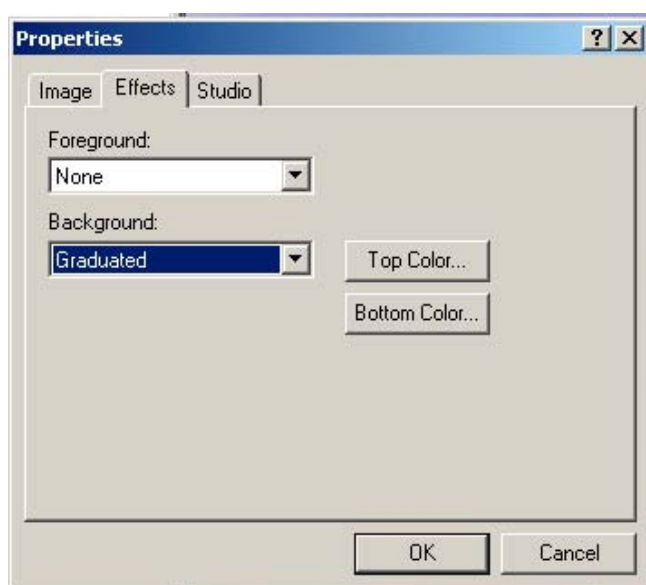 Properties
Image Effects Studio
Foreground:
None
Background:
Graduated
Top Color...
Bottom Color...
OK Cancel